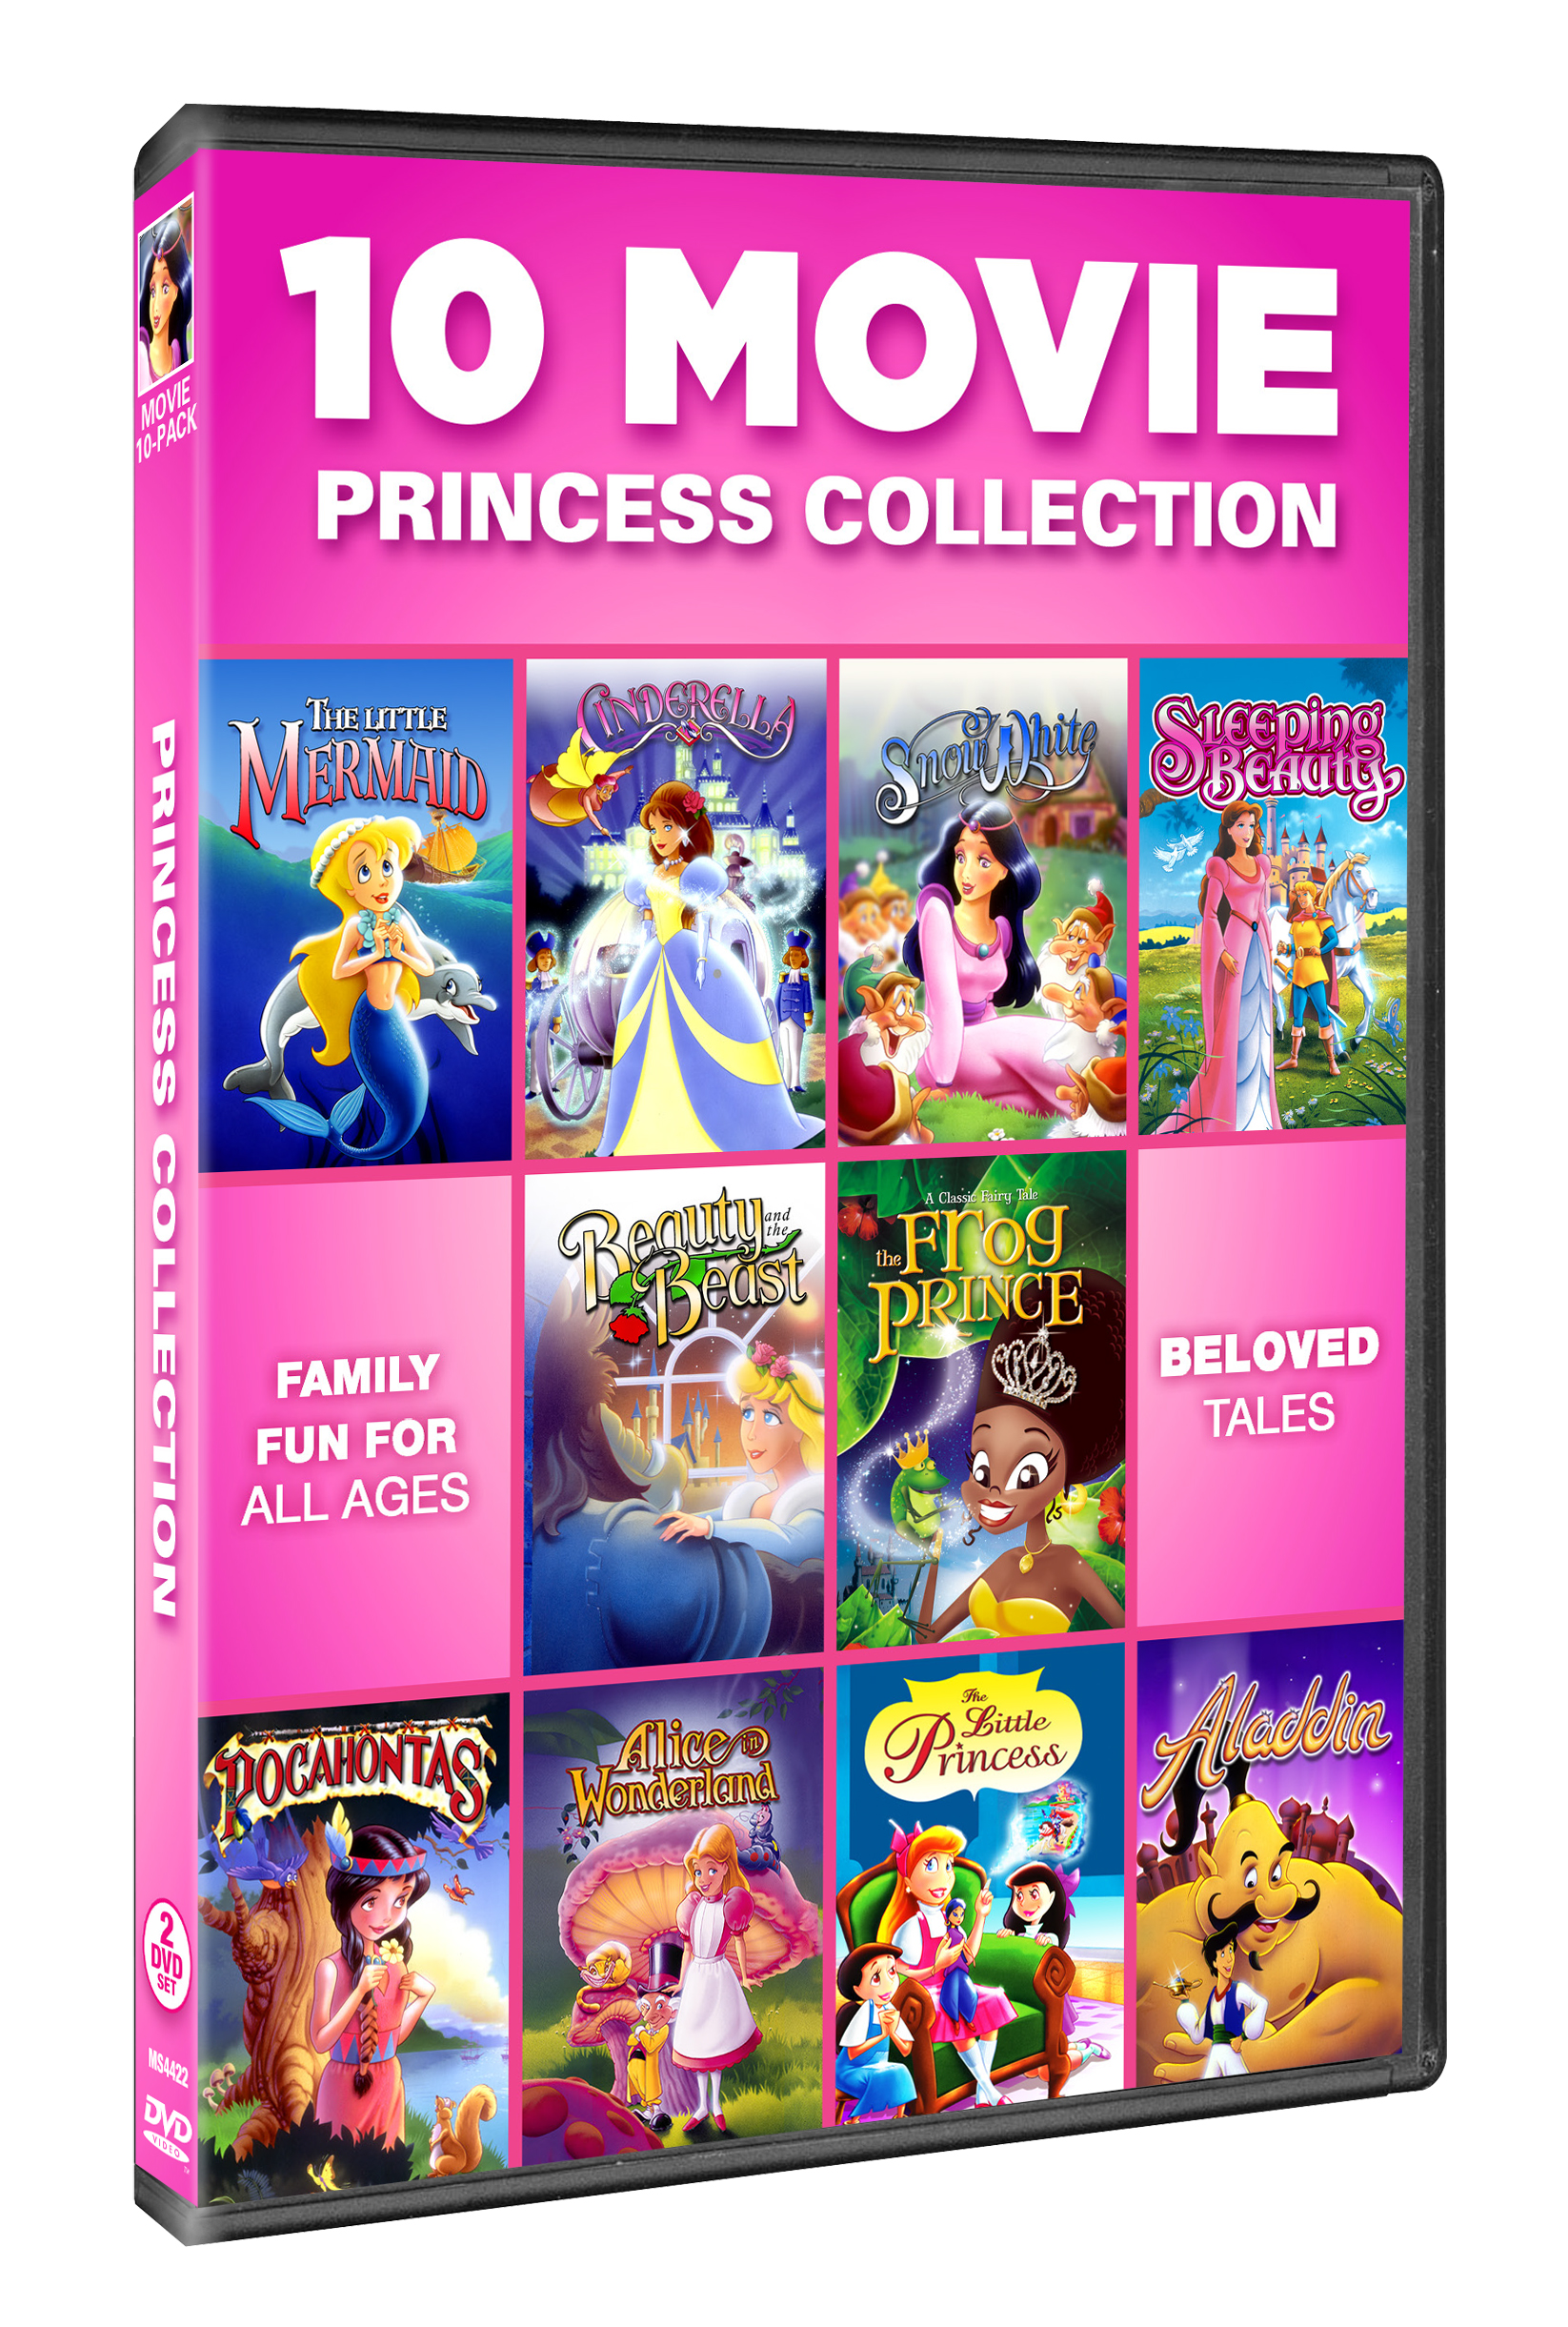 10 MOVIE
PRINCESS COLLECTION
MOVIE
10-PACK
PRINCESS COLLECTION
2
DVD
SET
MS4422
DVD
VIDEO
TM
THE LITTLE
MERMAID
CINDERELLA
Snow White
Sleeping
Beauty
FAMILY
FUN FOR
ALL AGES
Beauty and the
Beast
A Classic Fairy Tale
the Frog
PRINCE
BELOVED
TALES
POCAHONTAS
Alice in
Wonderland
The
Little
Princess
Aladdin